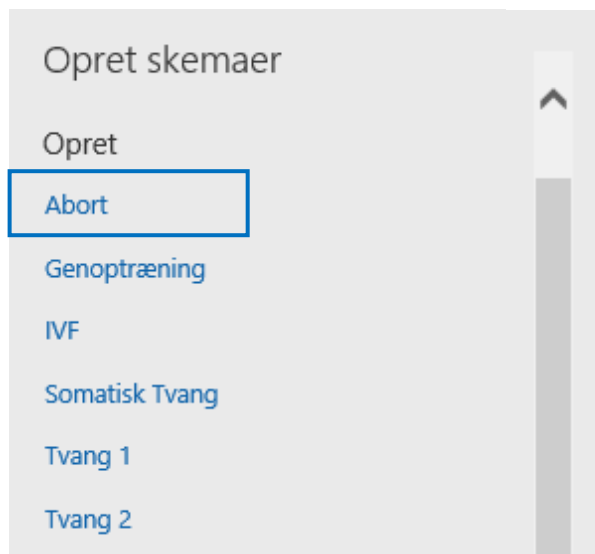 Opret skemaer
Opret
Abort
Genoptræning
IVF
Somatisk Tvang
Tvang 1
Tvang 2